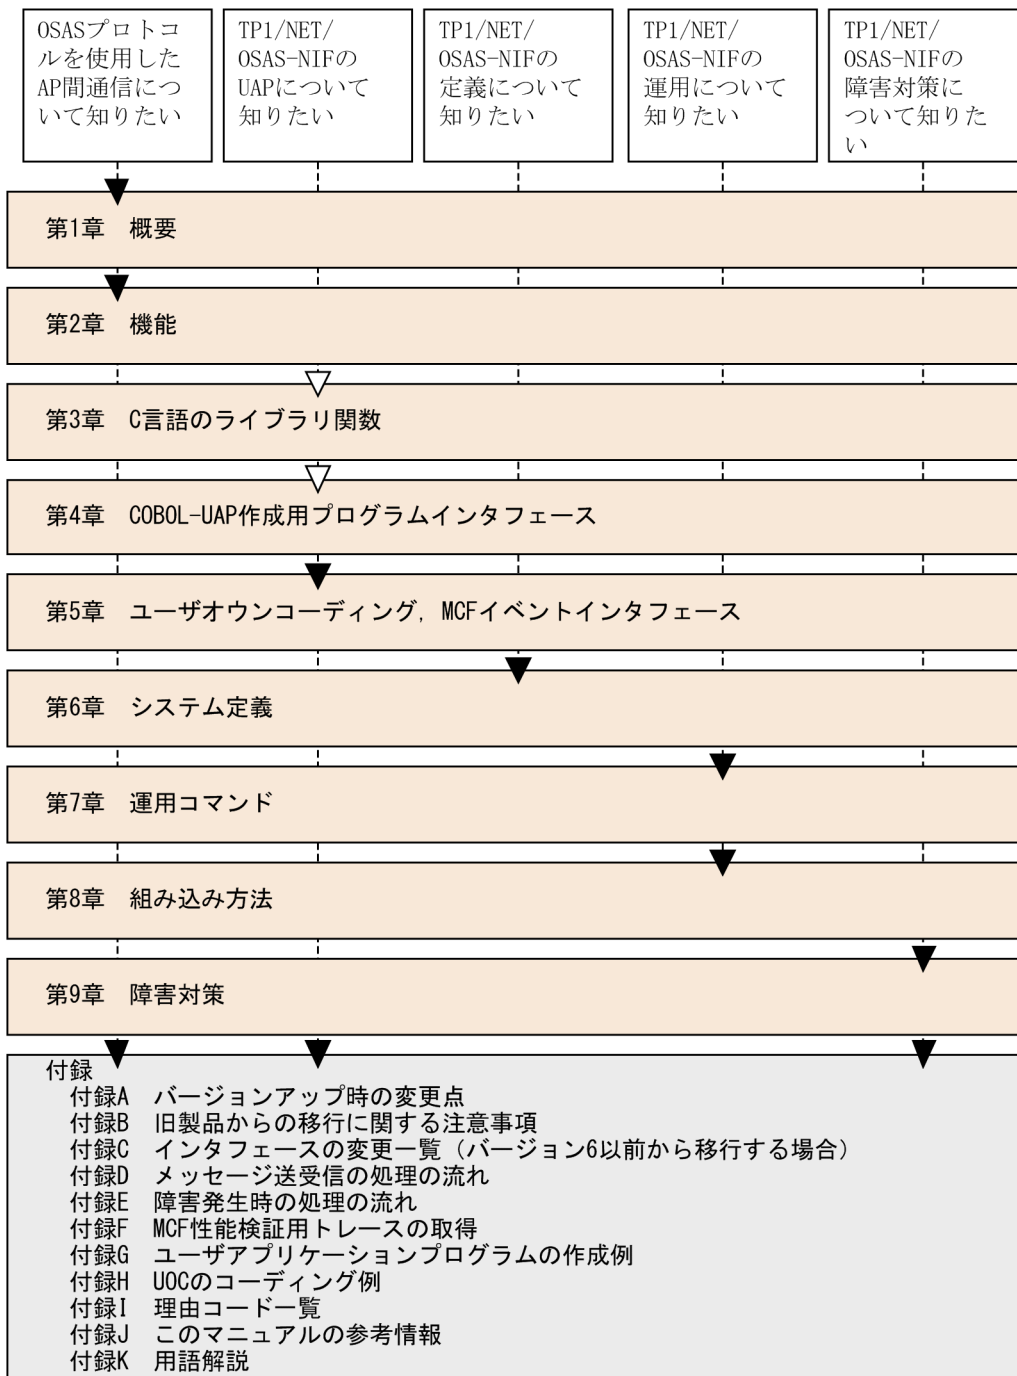 OSASプロトコ
ルを使用した
AP間通信につ
いて知りたい
TP1/NET/
OSAS-NIFの
UAPについて
知りたい
TP1/NET/
OSAS-NIFの
定義について
知りたい
TP1/NET/
OSAS-NIFの
運用について
知りたい
TP1/NET/
OSAS-NIFの
障害対策に
ついて知りた
い
第1章 概要
第2章 機能
第3章 C言語のライブラリ関数
第4章 COBOL-UAP作成用プログラムインタフェース
第5章 ユーザオウンコーディング，MCFイベントインタフェース
第6章 システム定義
第7章 運用コマンド
第8章 組み込み方法
第9章 障害対策
付録
付録A バージョンアップ時の変更点
付録B 旧製品からの移行に関する注意事項
付録C インタフェースの変更一覧（バージョン6以前から移行する場合）
付録D メッセージ送受信の処理の流れ
付録E 障害発生時の処理の流れ
付録F MCF性能検証用トレースの取得
付録G ユーザアプリケーションプログラムの作成例
付録H UOCのコーディング例
付録I 理由コード一覧
付録J このマニュアルの参考情報
付録K 用語解説